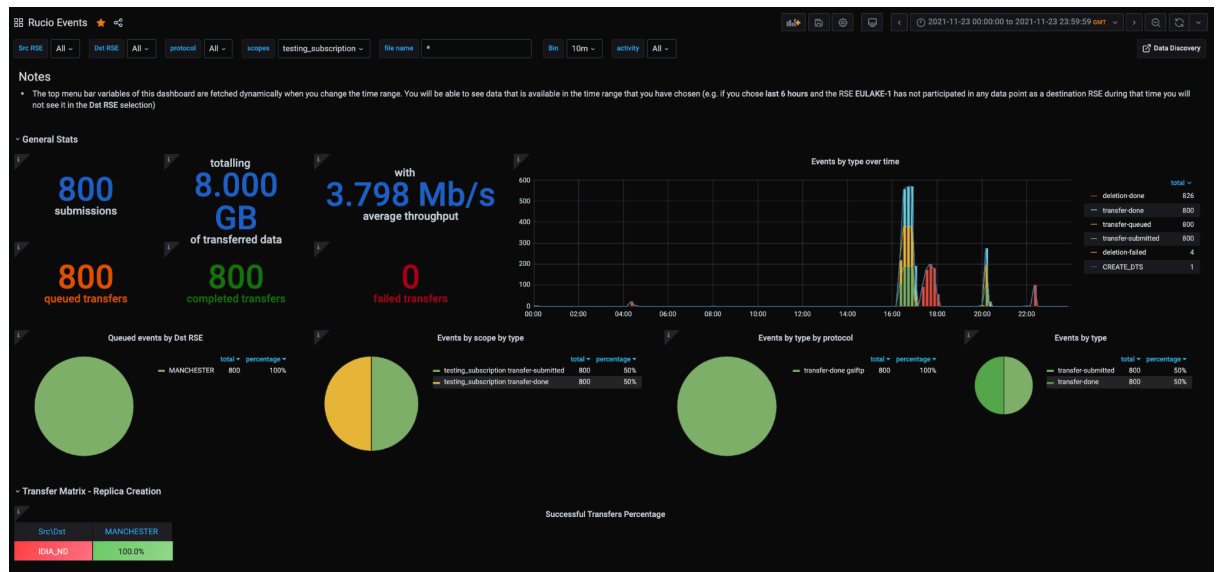 Rucio Events
2021-11-23 00:00:00 to 2021-11-23 23:59:59 GMT
Src RSE All Dst RSE All protocol All scopes testing_subscription file name * Bin 10m activity All Data Discovery
Notes
• The top menu bar variables of this dashboard are fetched dynamically when you change the time range. You will be able to see data that is available in the time range that you have chosen (e.g. if you chose last 6 hours and the RSE EULAKE-1 has not participated in any data point as a destination RSE during that time you will
not see it in the Dst RSE selection)
General Stats
800
submissions
totalling
8.000
GB
of transferred data
with
3.798 Mb/s
average throughput
800
queued transfers
800
completed transfers
0
failed transfers
Events by type over time
600
500
400
300
200
100
0
00:00 02:00 04:00 06:00 08:00 10:00 12:00 14:00 16:00 18:00 20:00 22:00
total
deletion-done 826
transfer-done 800
transfer-queued 800
transfer-submitted 800
deletion-failed 4
CREATE_DTS 1
Queued events by Dst RSE
total percentage
MANCHESTER 800 100%
Events by scope by type
total percentage
testing_subscription transfer-submitted 800 50%
testing_subscription transfer-done 800 50%
Events by type by protocol
total percentage
transfer-done gsiftp 800 100%
Events by type
total percentage
transfer-submitted 800 50%
transfer-done 800 50%
Transfer Matrix - Replica Creation
Successful Transfers Percentage
Src\Dst MANCHESTER
IDIA_ND 100.0%